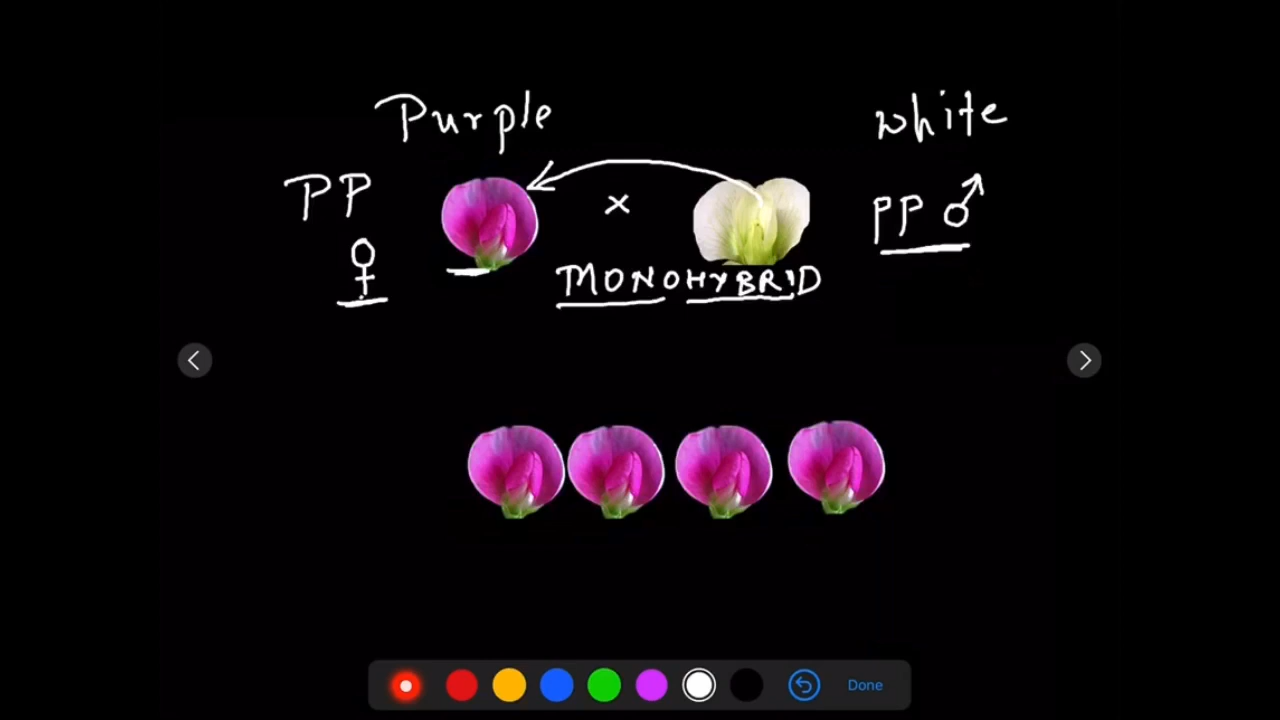 Purple white
PP × pp ♂
♀
MONOHYBRID
Done